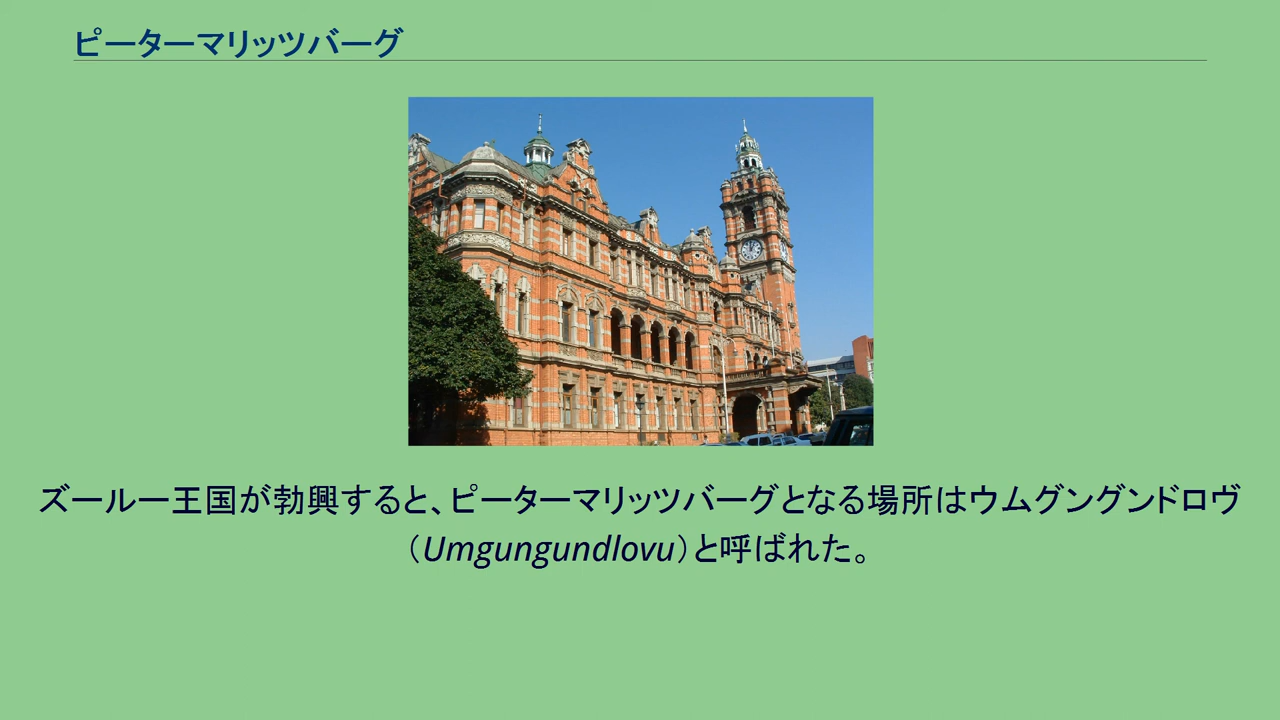 ピーターマリッツバーグ
ズールー王国が勃興すると、ピーターマリッツバーグとなる場所はウムグングンドロヴ
（Umgungundlovu）と呼ばれた。